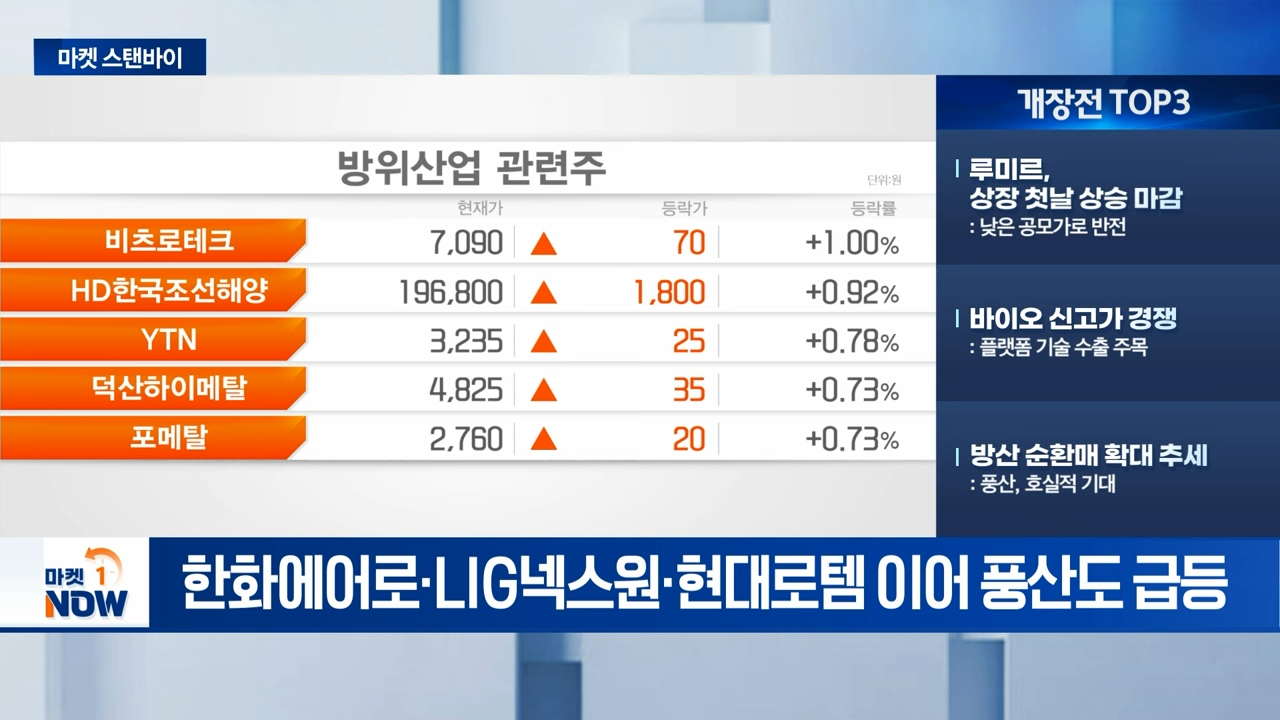 마켓 스탠바이
방위산업 관련주
단위:원
현재가 등락가 등락률
비츠로테크 7,090 ▲ 70 +1.00%
HD한국조선해양 196,800 ▲ 1,800 +0.92%
YTN 3,235 ▲ 25 +0.78%
덕산하이메탈 4,825 ▲ 35 +0.73%
포메탈 2,760 ▲ 20 +0.73%
개장전 TOP3
루미르,
상장 첫날 상승 마감
: 낮은 공모가로 반전
바이오 신고가 경쟁
: 플랫폼 기술 수출 주목
방산 순환매 확대 추세
: 풍산, 호실적 기대
마켓 1
NOW
한화에어로·LIG넥스원·현대로템 이어 풍산도 급등